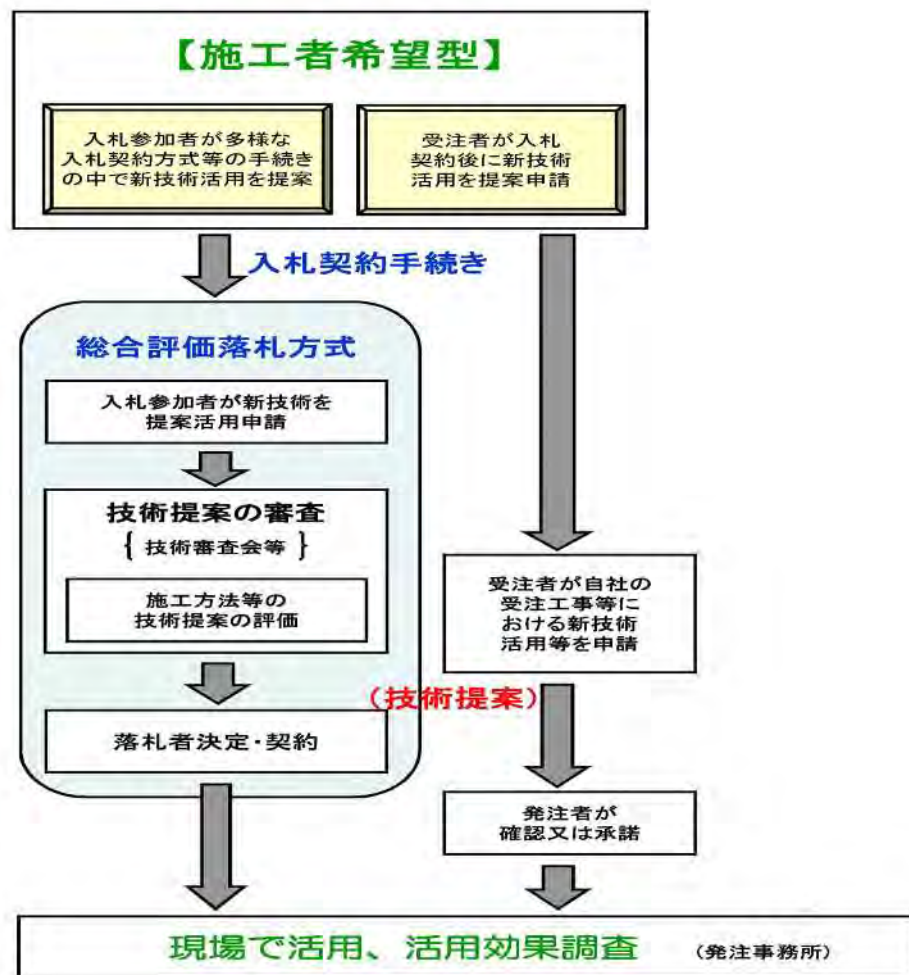 【施工者希望型】
入札参加者が多様な
入札契約方式等の手続き
の中で新技術活用を提案
受注者が入札
契約後に新技術
活用を提案申請
入札契約手続き
総合評価落札方式
入札参加者が新技術を
提案活用申請
技術提案の審査
{ 技術審査会等 }
施工方法等の
技術提案の評価
落札者決定・契約
受注者が自社の
受注工事等に
おける新技術
活用等を申請
(技術提案)
発注者が
確認又は承諾
現場で活用、活用効果調査 (発注事務所)